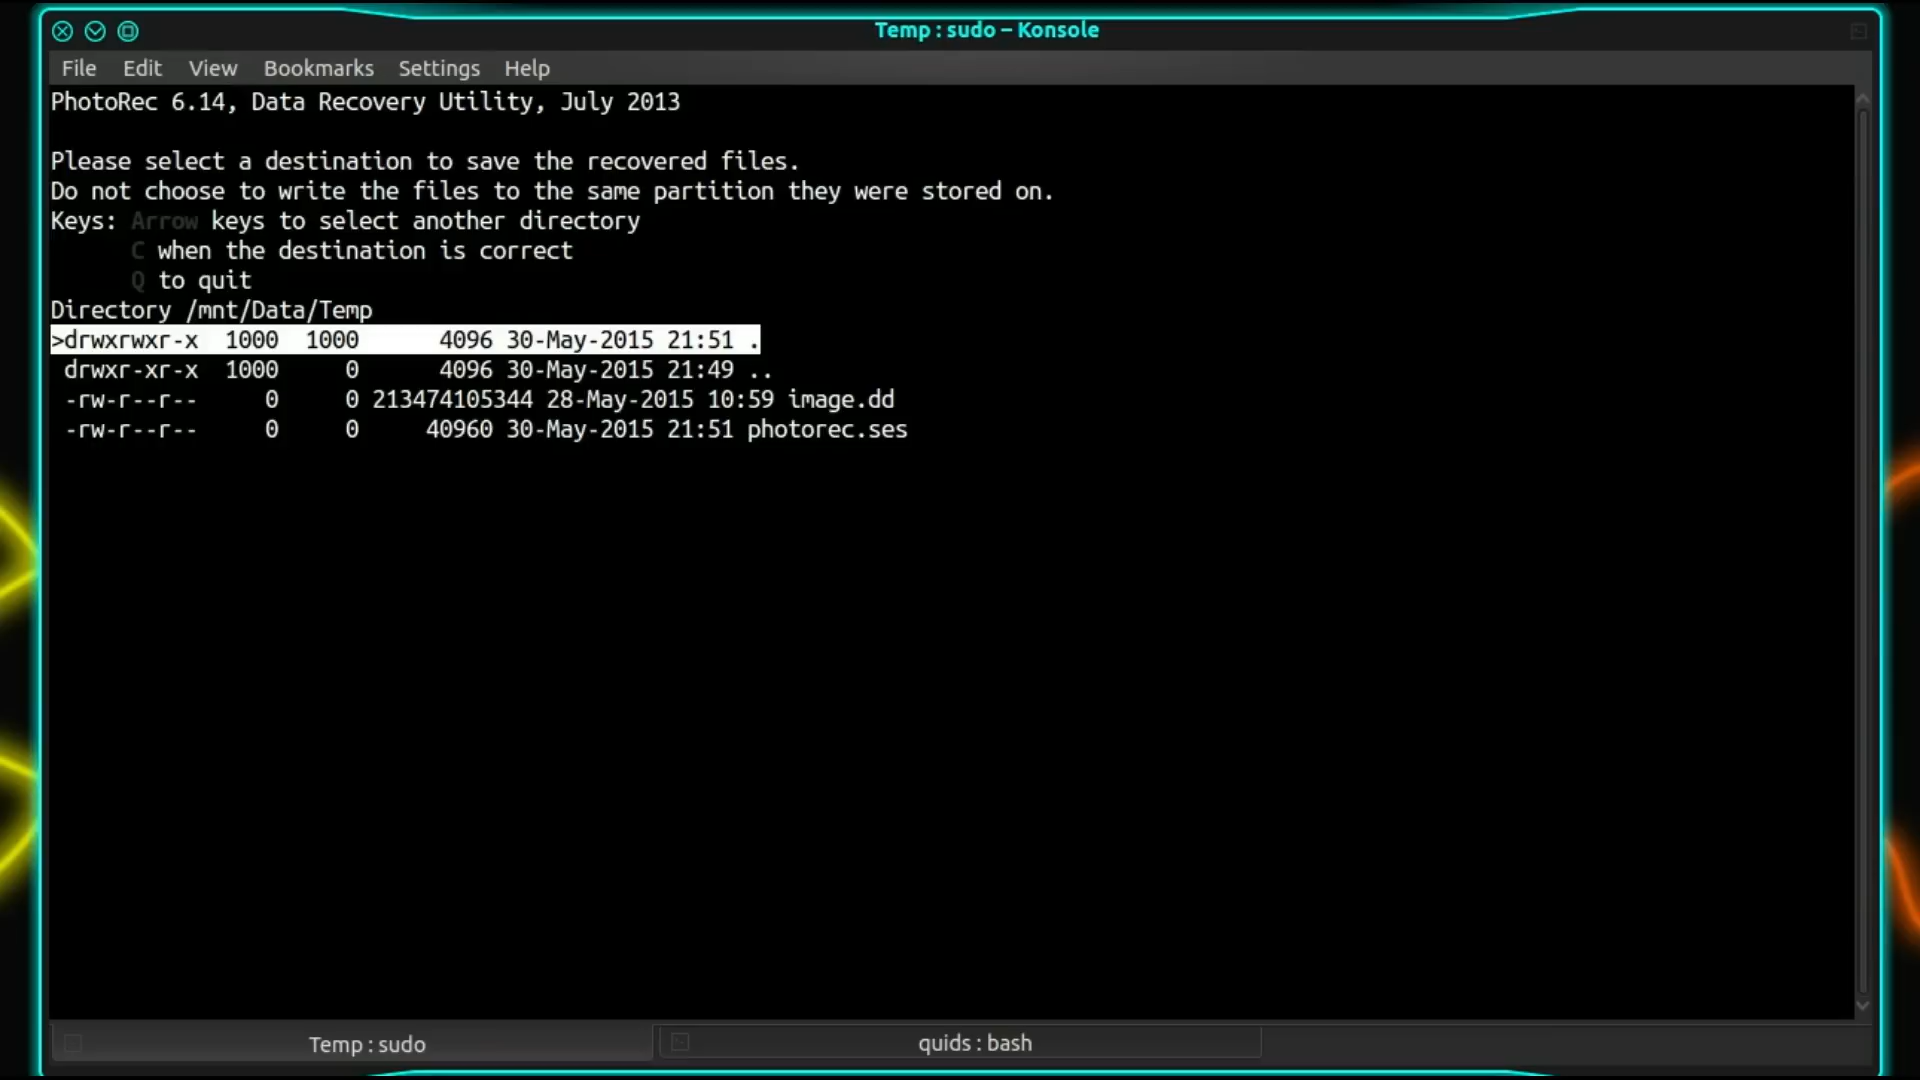 Temp : sudo – Konsole
File Edit View Bookmarks Settings Help
PhotoRec 6.14, Data Recovery Utility, July 2013
Please select a destination to save the recovered files.
Do not choose to write the files to the same partition they were stored on.
Keys: Arrow keys to select another directory
C when the destination is correct
Q to quit
Directory /mnt/Data/Temp
>drwxrwxr-x 1000 1000 4096 30-May-2015 21:51 .
drwxr-xr-x 1000 0 4096 30-May-2015 21:49 ..
-rw-r--r-- 0 0 213474105344 28-May-2015 10:59 image.dd
-rw-r--r-- 0 0 40960 30-May-2015 21:51 photorec.ses
Temp : sudo
quids : bash